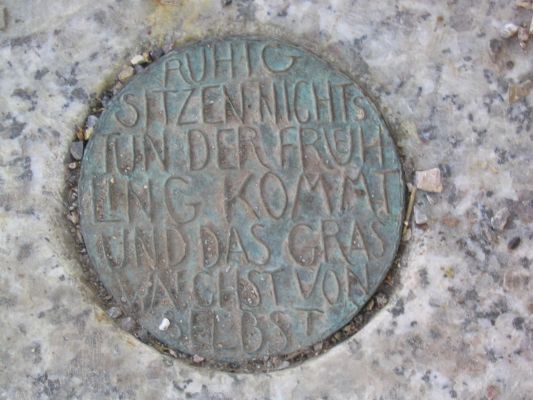 RUHIG
SITZEN·NICHTS
TUN DER FRÜH
LING KOMMT
UND DAS GRAS
WÄCHST VON
SELBST